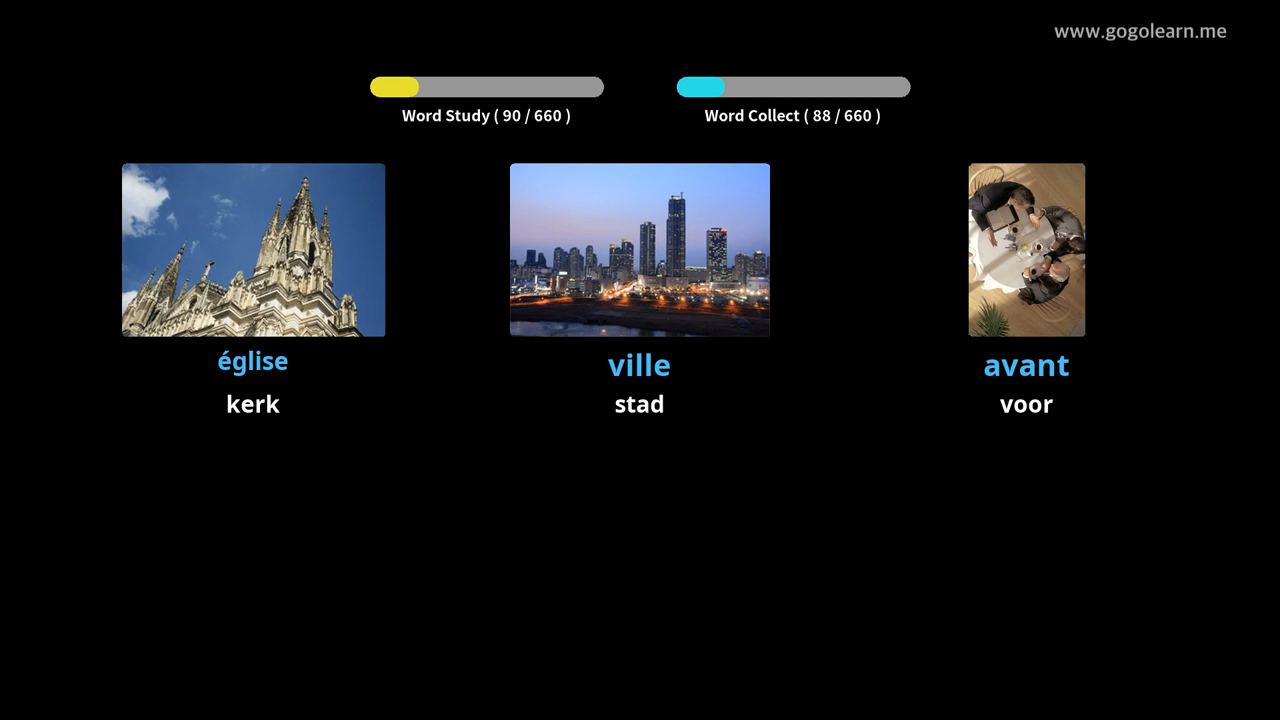 www.gogolearn.me
Word Study ( 90 / 660 )
Word Collect ( 88 / 660 )
église
ville
avant
kerk
stad
voor